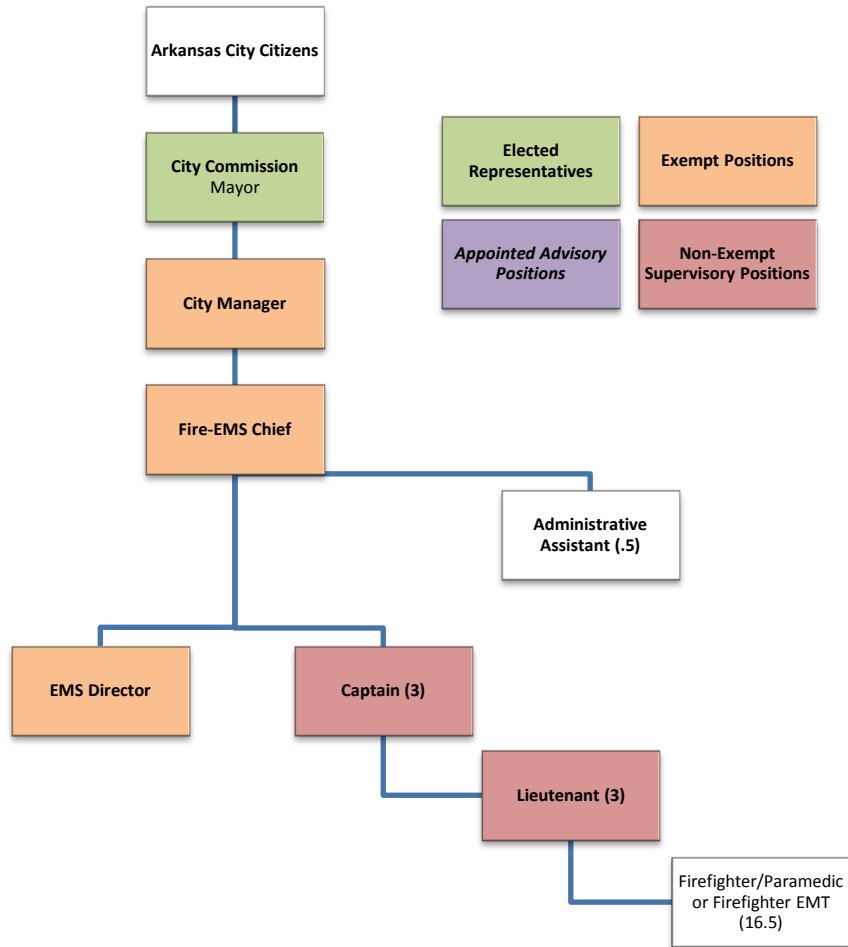 Arkansas City Citizens
City Commission
Mayor
Elected
Representatives
Exempt Positions
Appointed Advisory
Positions
Non-Exempt
Supervisory Positions
City Manager
Fire-EMS Chief
Administrative
Assistant (.5)
EMS Director
Captain (3)
Lieutenant (3)
Firefighter/Paramedic
or Firefighter EMT
(16.5)